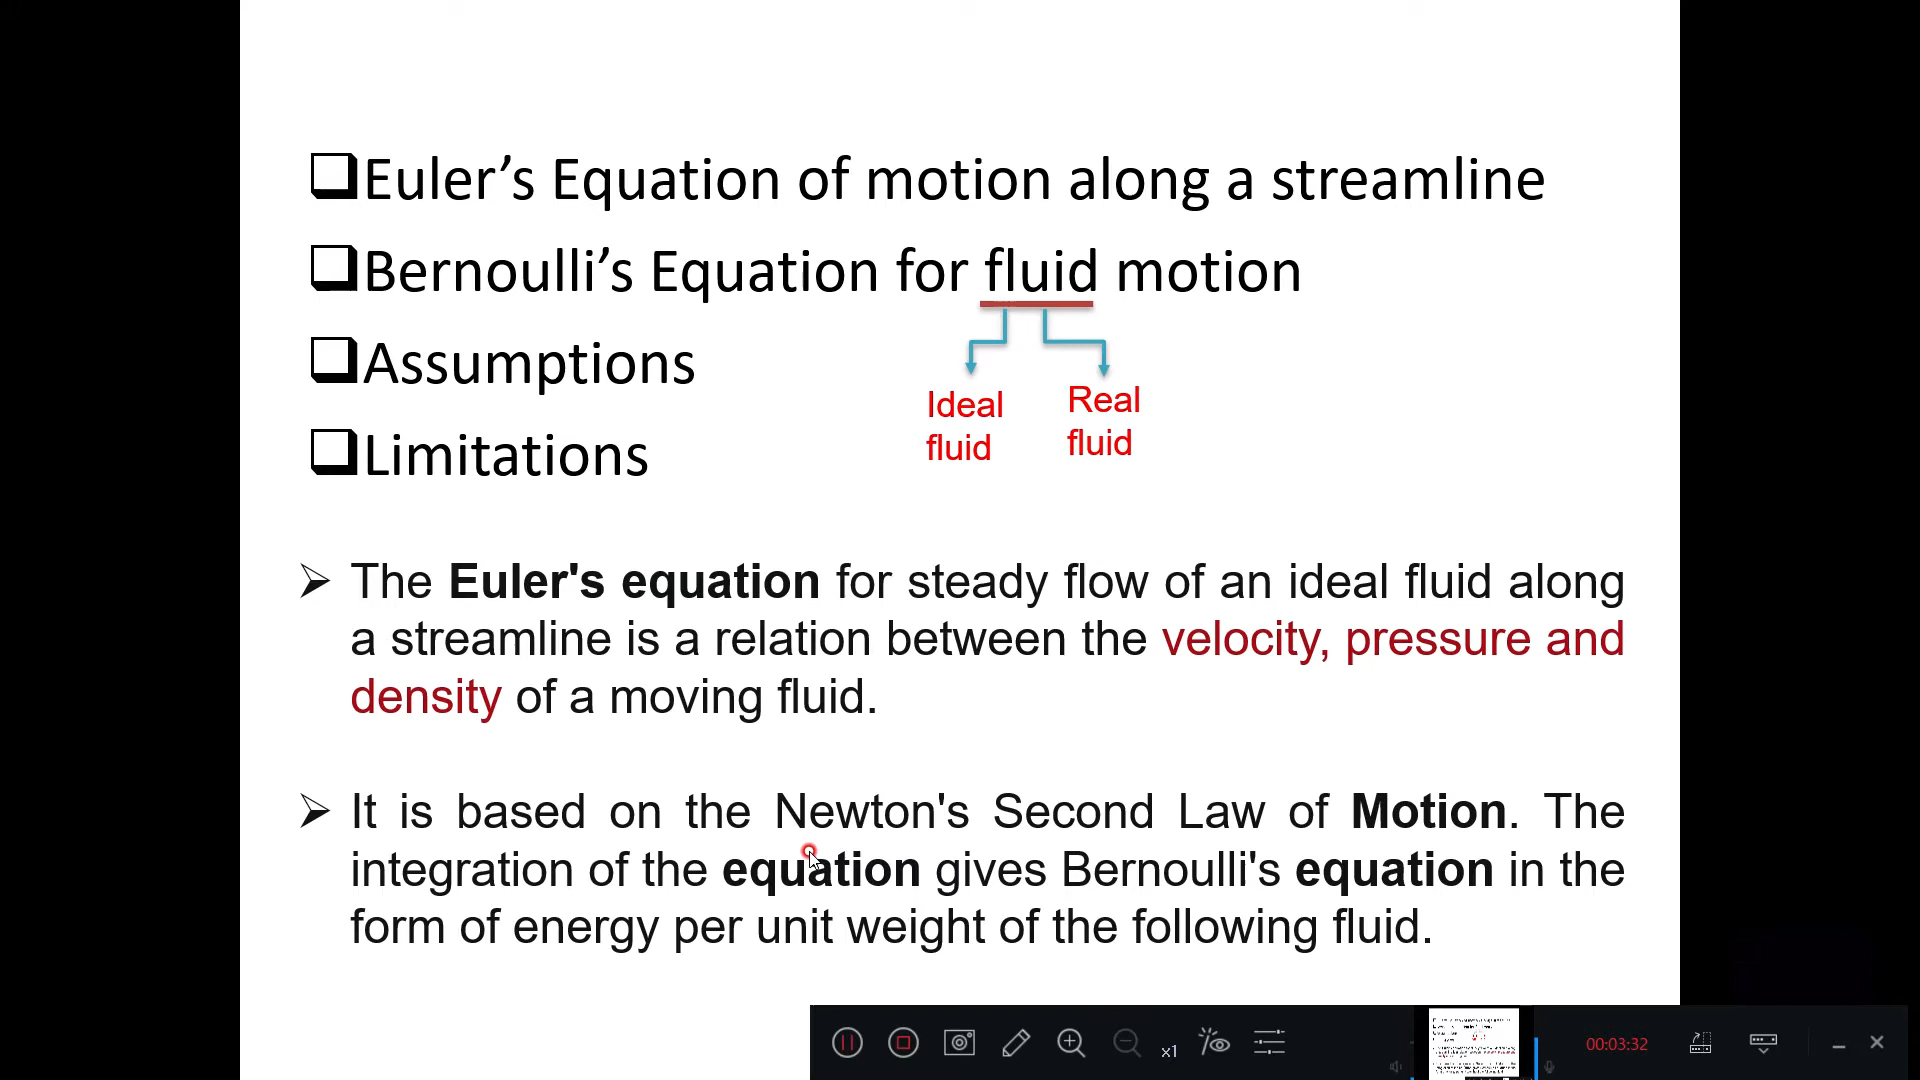 Euler’s Equation of motion along a streamline
Bernoulli’s Equation for fluid motion
Assumptions
Limitations
Ideal
fluid
Real
fluid
The Euler's equation for steady flow of an ideal fluid along
a streamline is a relation between the velocity, pressure and
density of a moving fluid.
It is based on the Newton's Second Law of Motion. The
integration of the equation gives Bernoulli's equation in the
form of energy per unit weight of the following fluid.
x1
00:03:32